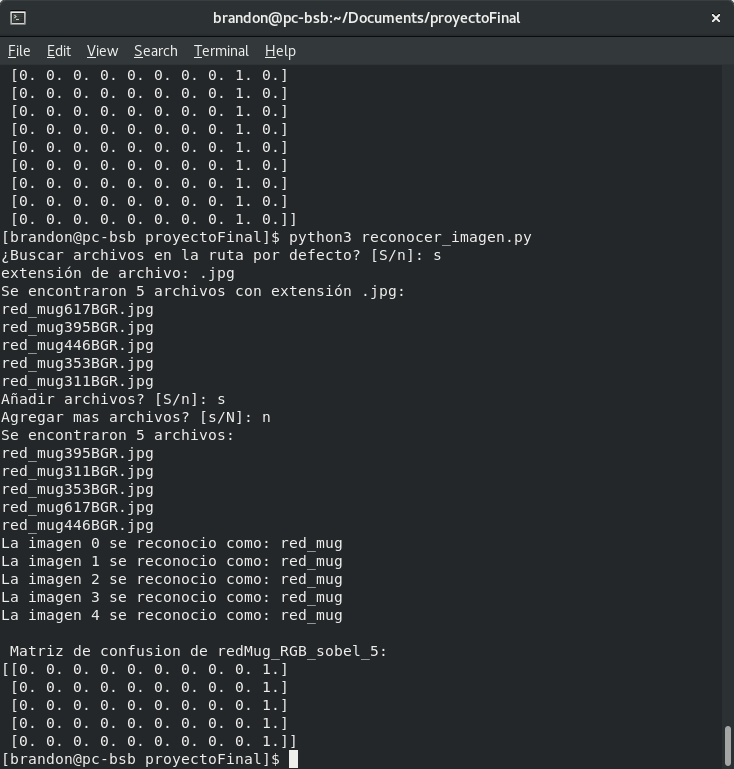 brandon@pc-bsb:~/Documents/proyectoFinal
File Edit View Search Terminal Help
[0. 0. 0. 0. 0. 0. 0. 0. 1. 0.]
[0. 0. 0. 0. 0. 0. 0. 0. 1. 0.]
[0. 0. 0. 0. 0. 0. 0. 0. 1. 0.]
[0. 0. 0. 0. 0. 0. 0. 0. 1. 0.]
[0. 0. 0. 0. 0. 0. 0. 0. 1. 0.]
[0. 0. 0. 0. 0. 0. 0. 0. 1. 0.]
[0. 0. 0. 0. 0. 0. 0. 0. 1. 0.]
[0. 0. 0. 0. 0. 0. 0. 0. 1. 0.]
[0. 0. 0. 0. 0. 0. 0. 0. 1. 0.]]
[brandon@pc-bsb proyectoFinal]$ python3 reconocer_imagen.py
¿Buscar archivos en la ruta por defecto? [S/n]: s
extensión de archivo: .jpg
Se encontraron 5 archivos con extensión .jpg:
red_mug617BGR.jpg
red_mug395BGR.jpg
red_mug446BGR.jpg
red_mug353BGR.jpg
red_mug311BGR.jpg
Añadir archivos? [S/n]: s
Agregar mas archivos? [s/N]: n
Se encontraron 5 archivos:
red_mug395BGR.jpg
red_mug311BGR.jpg
red_mug353BGR.jpg
red_mug617BGR.jpg
red_mug446BGR.jpg
La imagen 0 se reconocio como: red_mug
La imagen 1 se reconocio como: red_mug
La imagen 2 se reconocio como: red_mug
La imagen 3 se reconocio como: red_mug
La imagen 4 se reconocio como: red_mug
Matriz de confusion de redMug_RGB_sobel_5:
[[0. 0. 0. 0. 0. 0. 0. 0. 0. 1.]
[0. 0. 0. 0. 0. 0. 0. 0. 0. 1.]
[0. 0. 0. 0. 0. 0. 0. 0. 0. 1.]
[0. 0. 0. 0. 0. 0. 0. 0. 0. 1.]
[0. 0. 0. 0. 0. 0. 0. 0. 0. 1.]]
[brandon@pc-bsb proyectoFinal]$